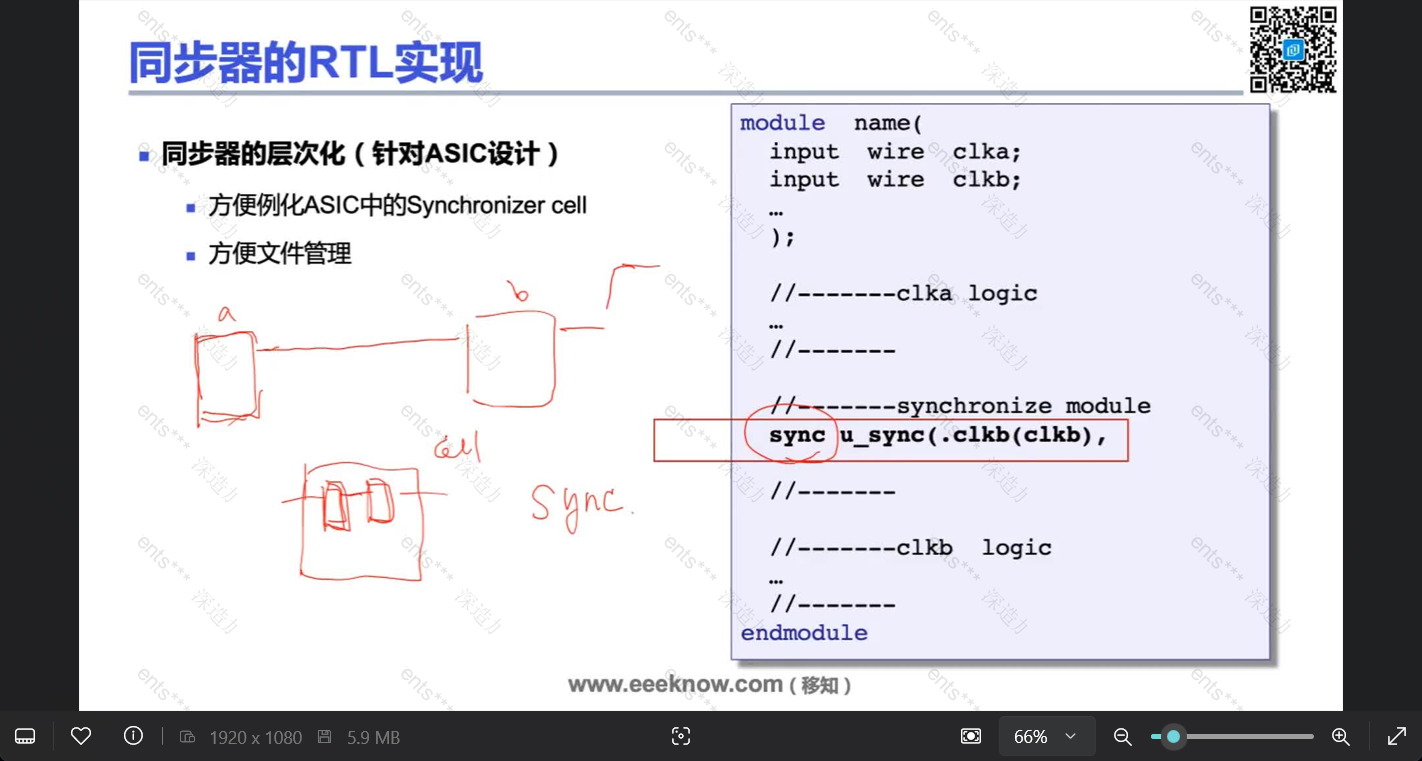 同步器的RTL实现
同步器的层次化（针对ASIC设计）
方便例化ASIC中的Synchronizer cell
方便文件管理
a
b
cell
sync.
module name(
input wire clka;
input wire clkb;
…
);
//-------clka logic
…
//-------
//-------synchronize module
sync u_sync(.clkb(clkb),
//-------
//-------clkb logic
…
//-------
endmodule
www.eeeknow.com（移知）
ents*** 深造力
1920 x 1080
5.9 MB
66%